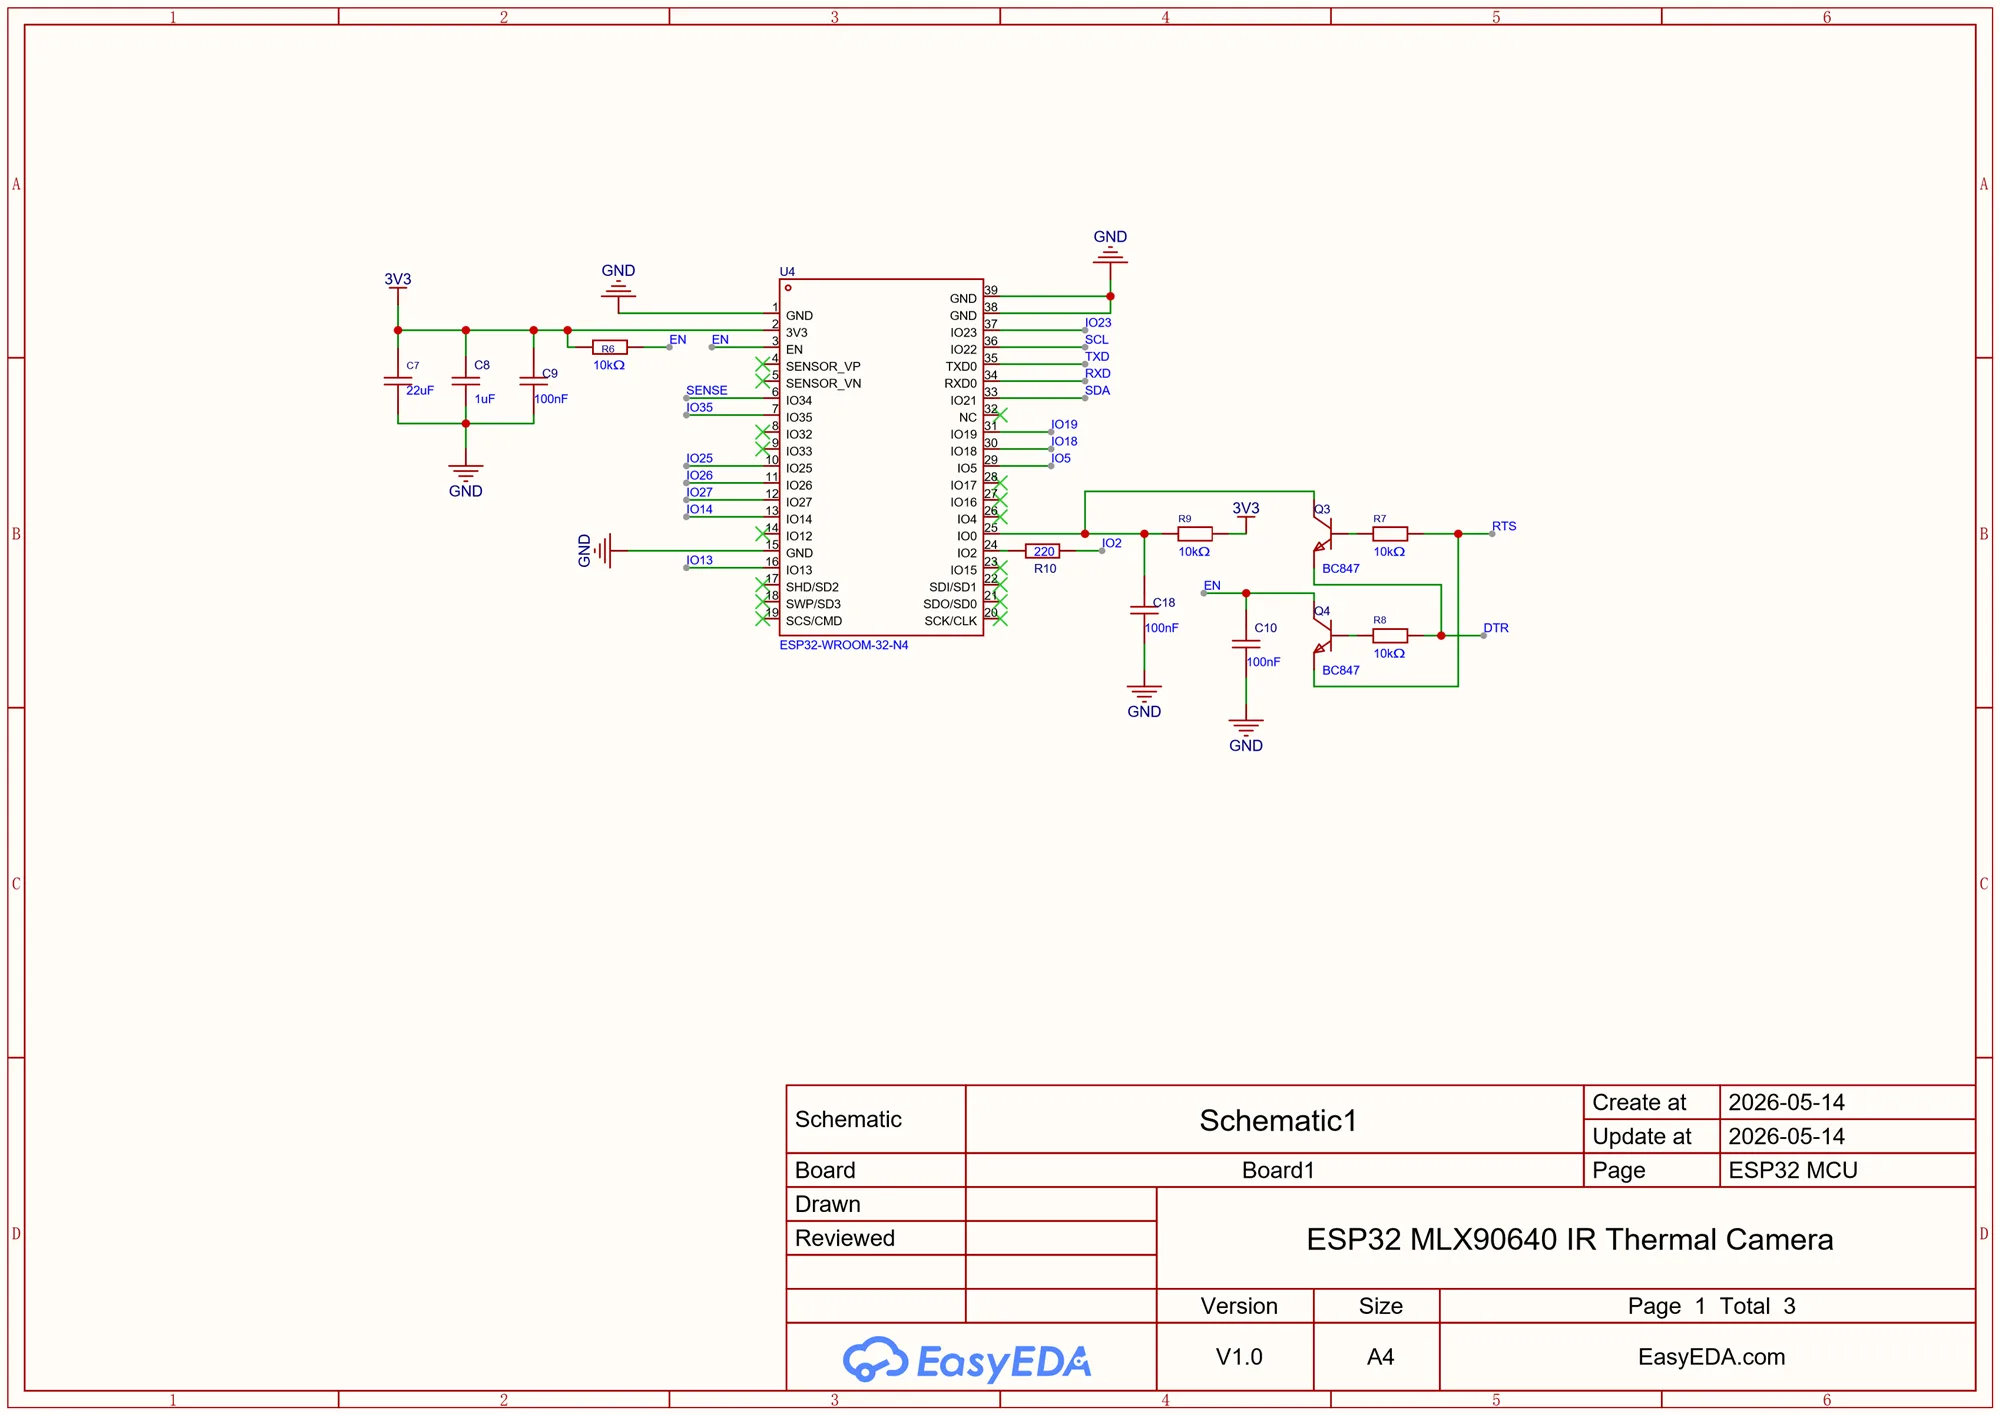 1 2 3 4 5 6
A A
B B
C C
D D
3V3
C7
22uF
C8
1uF
C9
100nF
GND
GND
R6
10kΩ
EN
EN
SENSE
IO35
IO25
IO26
IO27
IO14
GND
IO13
U4
1 GND
2 3V3
3 EN
4 SENSOR_VP
5 SENSOR_VN
6 IO34
7 IO35
8 IO32
9 IO33
10 IO25
11 IO26
12 IO27
13 IO14
14 IO12
15 GND
16 IO13
17 SHD/SD2
18 SWP/SD3
19 SCS/CMD
GND 39
GND 38
IO23 37
IO22 36
TXD0 35
RXD0 34
IO21 33
NC 32
IO19 31
IO18 30
IO5 29
IO17 28
IO16 27
IO4 26
IO0 25
IO2 24
IO15 23
SDI/SD1 22
SDO/SD0 21
SCK/CLK 20
ESP32-WROOM-32-N4
GND
IO23
SCL
TXD
RXD
SDA
IO19
IO18
IO5
220
R10
IO2
R9
10kΩ
3V3
C18
100nF
GND
EN
C10
100nF
GND
Q3
BC847
R7
10kΩ
RTS
Q4
BC847
R8
10kΩ
DTR
Schematic
Schematic1
Create at 2026-05-14
Update at 2026-05-14
Board
Board1
Page ESP32 MCU
Drawn
Reviewed
ESP32 MLX90640 IR Thermal Camera
Version Size Page 1 Total 3
EasyEDA
V1.0 A4 EasyEDA.com
1 2 3 4 5 6